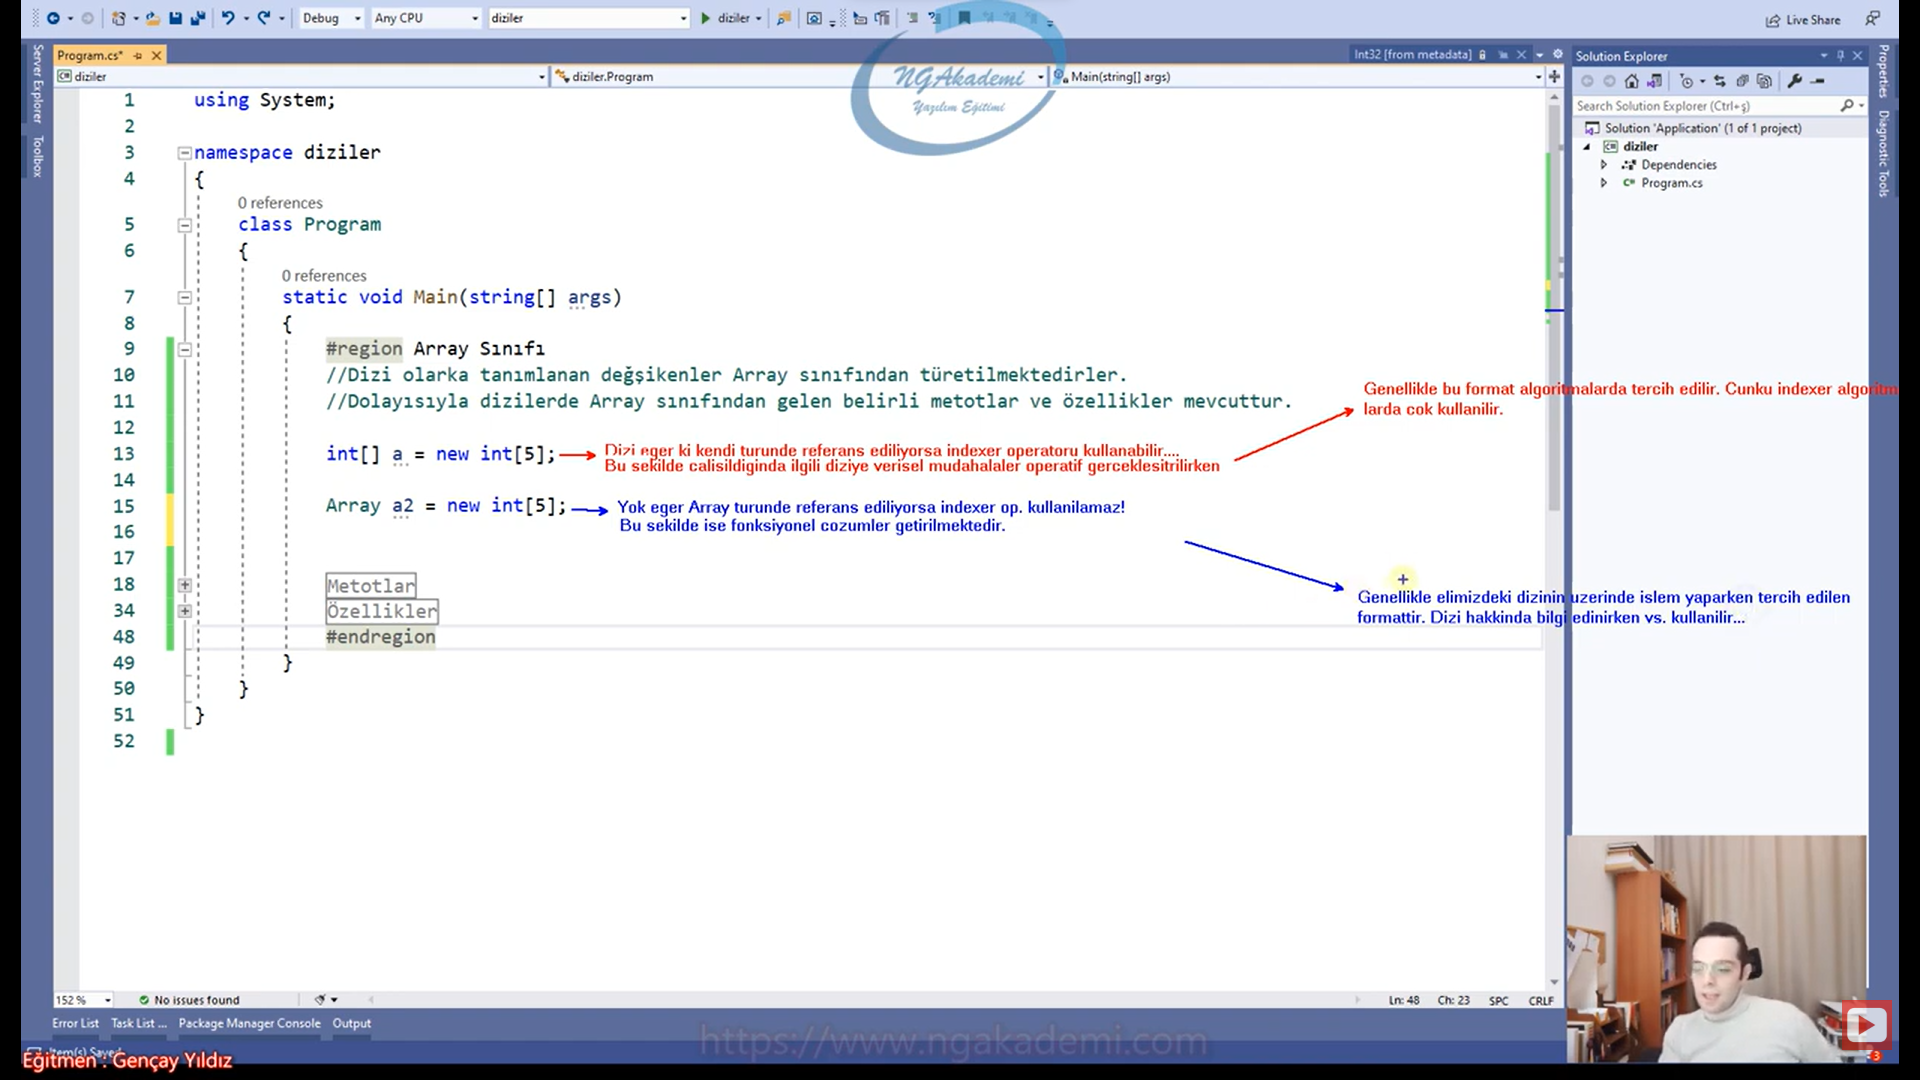 Debug
Any CPU
diziler
diziler
Live Share
Program.cs*
Int32 [from metadata]
Solution Explorer
diziler
diziler.Program
Main(string[] args)
NGAkademi
Yazılım Eğitimi
Server Explorer
Toolbox
Properties
Diagnostic Tools
Search Solution Explorer (Ctrl+ş)
Solution 'Application' (1 of 1 project)
diziler
Dependencies
Program.cs
1 using System;
2
3 namespace diziler
4 {
0 references
5 class Program
6 {
0 references
7 static void Main(string[] args)
8 {
9 #region Array Sınıfı
10 //Dizi olarka tanımlanan değşikenler Array sınıfından türetilmektedirler.
11 //Dolayısıyla dizilerde Array sınıfından gelen belirli metotlar ve özellikler mevcuttur.
12
13 int[] a = new int[5];
14
15 Array a2 = new int[5];
16
17
18 Metotlar
34 Özellikler
48 #endregion
49 }
50 }
51 }
52
Genellikle bu format algoritmalarda tercih edilir. Cunku indexer algoritm
larda cok kullanilir.
Dizi eger ki kendi turunde referans ediliyorsa indexer operatoru kullanabilir....
Bu sekilde calisildiginda ilgili diziye verisel mudahalaler operatif gerceklesitrilirken
Yok eger Array turunde referans ediliyorsa indexer op. kullanilamaz!
Bu sekilde ise fonksiyonel cozumler getirilmektedir.
Genellikle elimizdeki dizinin uzerinde islem yaparken tercih edilen
formattir. Dizi hakkinda bilgi edinirken vs. kullanilir...
152 %
No issues found
Ln: 48
Ch: 23
SPC
CRLF
Error List
Task List ...
Package Manager Console
Output
https://www.ngakademi.com
Item(s) Saved
Eğitmen : Gençay Yıldız
3